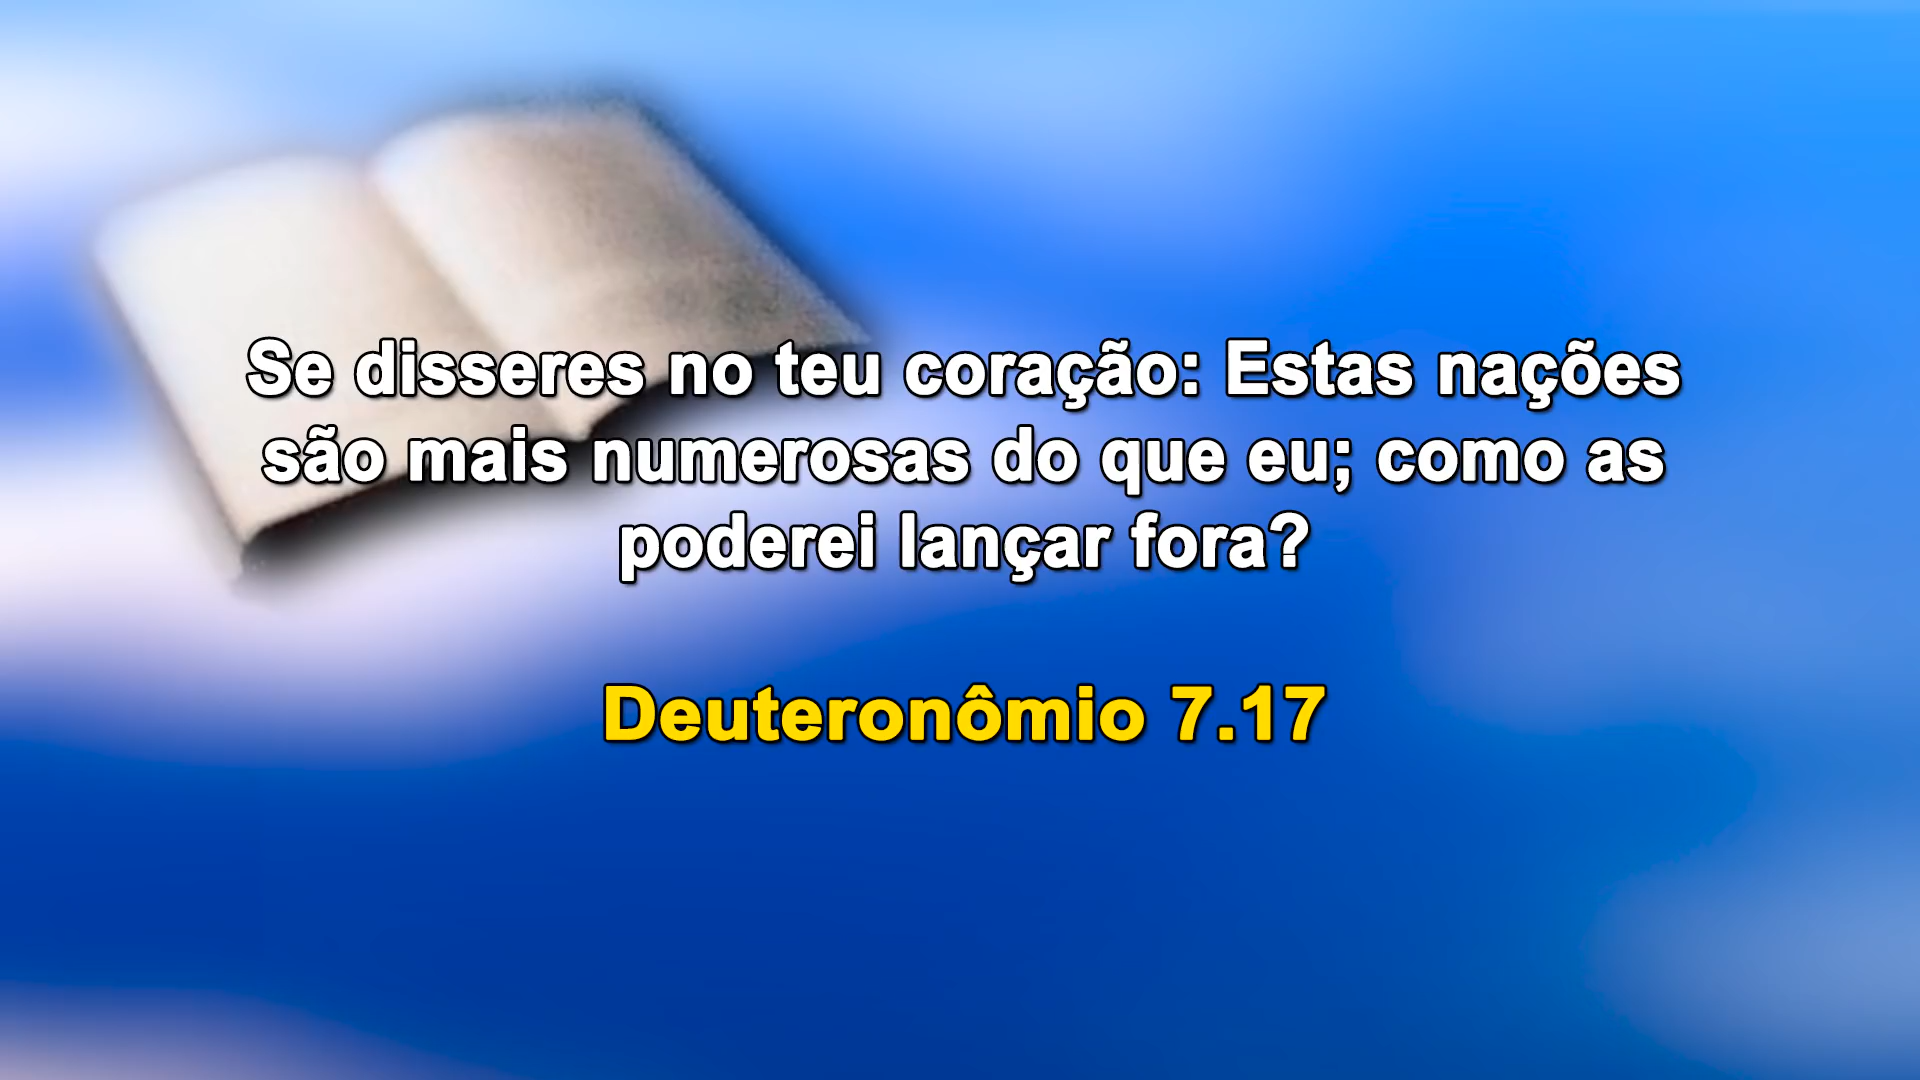 Se disseres no teu coração: Estas nações
são mais numerosas do que eu; como as
poderei lançar fora?
Deuteronômio 7.17